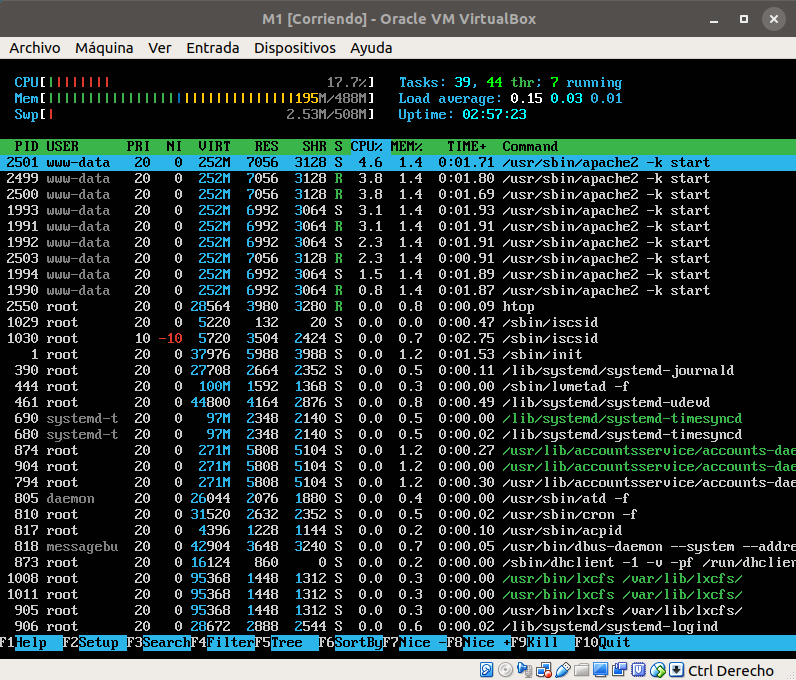 M1 [Corriendo] - Oracle VM VirtualBox
Archivo Máquina Ver Entrada Dispositivos Ayuda
CPU[|||||||| 17.7%] Tasks: 39, 44 thr; 7 running
Mem[||||||||||||||||||||||||||||||195M/488M] Load average: 0.15 0.03 0.01
Swp[| 2.53M/508M] Uptime: 02:57:23
PID USER PRI NI VIRT RES SHR S CPU% MEM% TIME+ Command
2501 www-data 20 0 252M 7056 3128 S 4.6 1.4 0:01.71 /usr/sbin/apache2 -k start
2499 www-data 20 0 252M 7056 3128 R 3.8 1.4 0:01.80 /usr/sbin/apache2 -k start
2500 www-data 20 0 252M 7056 3128 R 3.8 1.4 0:01.69 /usr/sbin/apache2 -k start
1993 www-data 20 0 252M 6992 3064 S 3.1 1.4 0:01.93 /usr/sbin/apache2 -k start
1991 www-data 20 0 252M 6992 3064 R 3.1 1.4 0:01.91 /usr/sbin/apache2 -k start
1992 www-data 20 0 252M 6992 3064 S 2.3 1.4 0:01.91 /usr/sbin/apache2 -k start
2503 www-data 20 0 252M 7056 3128 R 2.3 1.4 0:00.91 /usr/sbin/apache2 -k start
1994 www-data 20 0 252M 6992 3064 S 1.5 1.4 0:01.89 /usr/sbin/apache2 -k start
1990 www-data 20 0 252M 6992 3064 R 0.8 1.4 0:01.87 /usr/sbin/apache2 -k start
2550 root 20 0 28564 3980 3280 R 0.0 0.8 0:00.09 htop
1029 root 20 0 5220 132 20 S 0.0 0.0 0:00.47 /sbin/iscsid
1030 root 10 -10 5720 3504 2424 S 0.0 0.7 0:02.75 /sbin/iscsid
1 root 20 0 37976 5988 3988 S 0.0 1.2 0:01.53 /sbin/init
390 root 20 0 27708 2664 2352 S 0.0 0.5 0:00.11 /lib/systemd/systemd-journald
444 root 20 0 100M 1592 1368 S 0.0 0.3 0:00.00 /sbin/lvmetad -f
461 root 20 0 44800 4164 2876 S 0.0 0.8 0:00.49 /lib/systemd/systemd-udevd
690 systemd-t 20 0 97M 2348 2140 S 0.0 0.5 0:00.00 /lib/systemd/systemd-timesyncd
680 systemd-t 20 0 97M 2348 2140 S 0.0 0.5 0:00.02 /lib/systemd/systemd-timesyncd
874 root 20 0 271M 5808 5104 S 0.0 1.2 0:00.27 /usr/lib/accountsservice/accounts-dae
904 root 20 0 271M 5808 5104 S 0.0 1.2 0:00.00 /usr/lib/accountsservice/accounts-dae
794 root 20 0 271M 5808 5104 S 0.0 1.2 0:00.30 /usr/lib/accountsservice/accounts-dae
805 daemon 20 0 26044 2076 1880 S 0.0 0.4 0:00.00 /usr/sbin/atd -f
810 root 20 0 31520 2632 2352 S 0.0 0.5 0:00.02 /usr/sbin/cron -f
817 root 20 0 4396 1228 1144 S 0.0 0.2 0:00.10 /usr/sbin/acpid
818 messagebu 20 0 42904 3648 3240 S 0.0 0.7 0:00.05 /usr/bin/dbus-daemon --system --addre
873 root 20 0 16124 860 0 S 0.0 0.2 0:00.00 /sbin/dhclient -1 -v -pf /run/dhclien
1008 root 20 0 95368 1448 1312 S 0.0 0.3 0:00.00 /usr/bin/lxcfs /var/lib/lxcfs/
1011 root 20 0 95368 1448 1312 S 0.0 0.3 0:00.00 /usr/bin/lxcfs /var/lib/lxcfs/
905 root 20 0 95368 1448 1312 S 0.0 0.3 0:00.00 /usr/bin/lxcfs /var/lib/lxcfs/
906 root 20 0 28672 2888 2544 S 0.0 0.6 0:00.02 /lib/systemd/systemd-logind
F1Help F2Setup F3SearchF4FilterF5Tree F6SortByF7Nice -F8Nice +F9Kill F10Quit
Ctrl Derecho